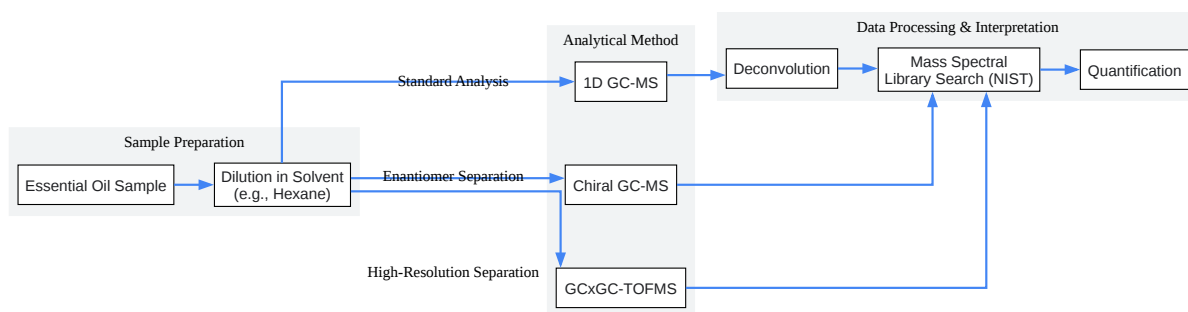 Data Processing & Interpretation
Analytical Method
Deconvolution
Mass Spectral
Library Search (NIST)
Quantification
Standard Analysis
1D GC-MS
Sample Preparation
Essential Oil Sample
Dilution in Solvent
(e.g., Hexane)
Enantiomer Separation
Chiral GC-MS
High-Resolution Separation
GCxGC-TOFMS